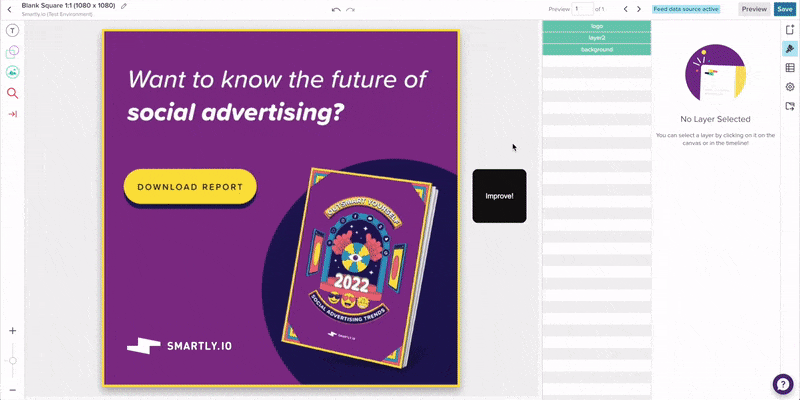 Blank Square 1:1 (1080 x 1080)
Smartly.io [Test Environment]
Preview 1 of 1
Feed data source active
Preview
Save
T
logo
layer2
background
Want to know the future of
social advertising?
DOWNLOAD REPORT
Improve!
GET SMART YOURSELF
2022
SOCIAL ADVERTISING TRENDS
SMARTLY.IO
SMARTLY.IO
No Layer Selected
You can select a layer by clicking on it on the
canvas or in the timeline!
?